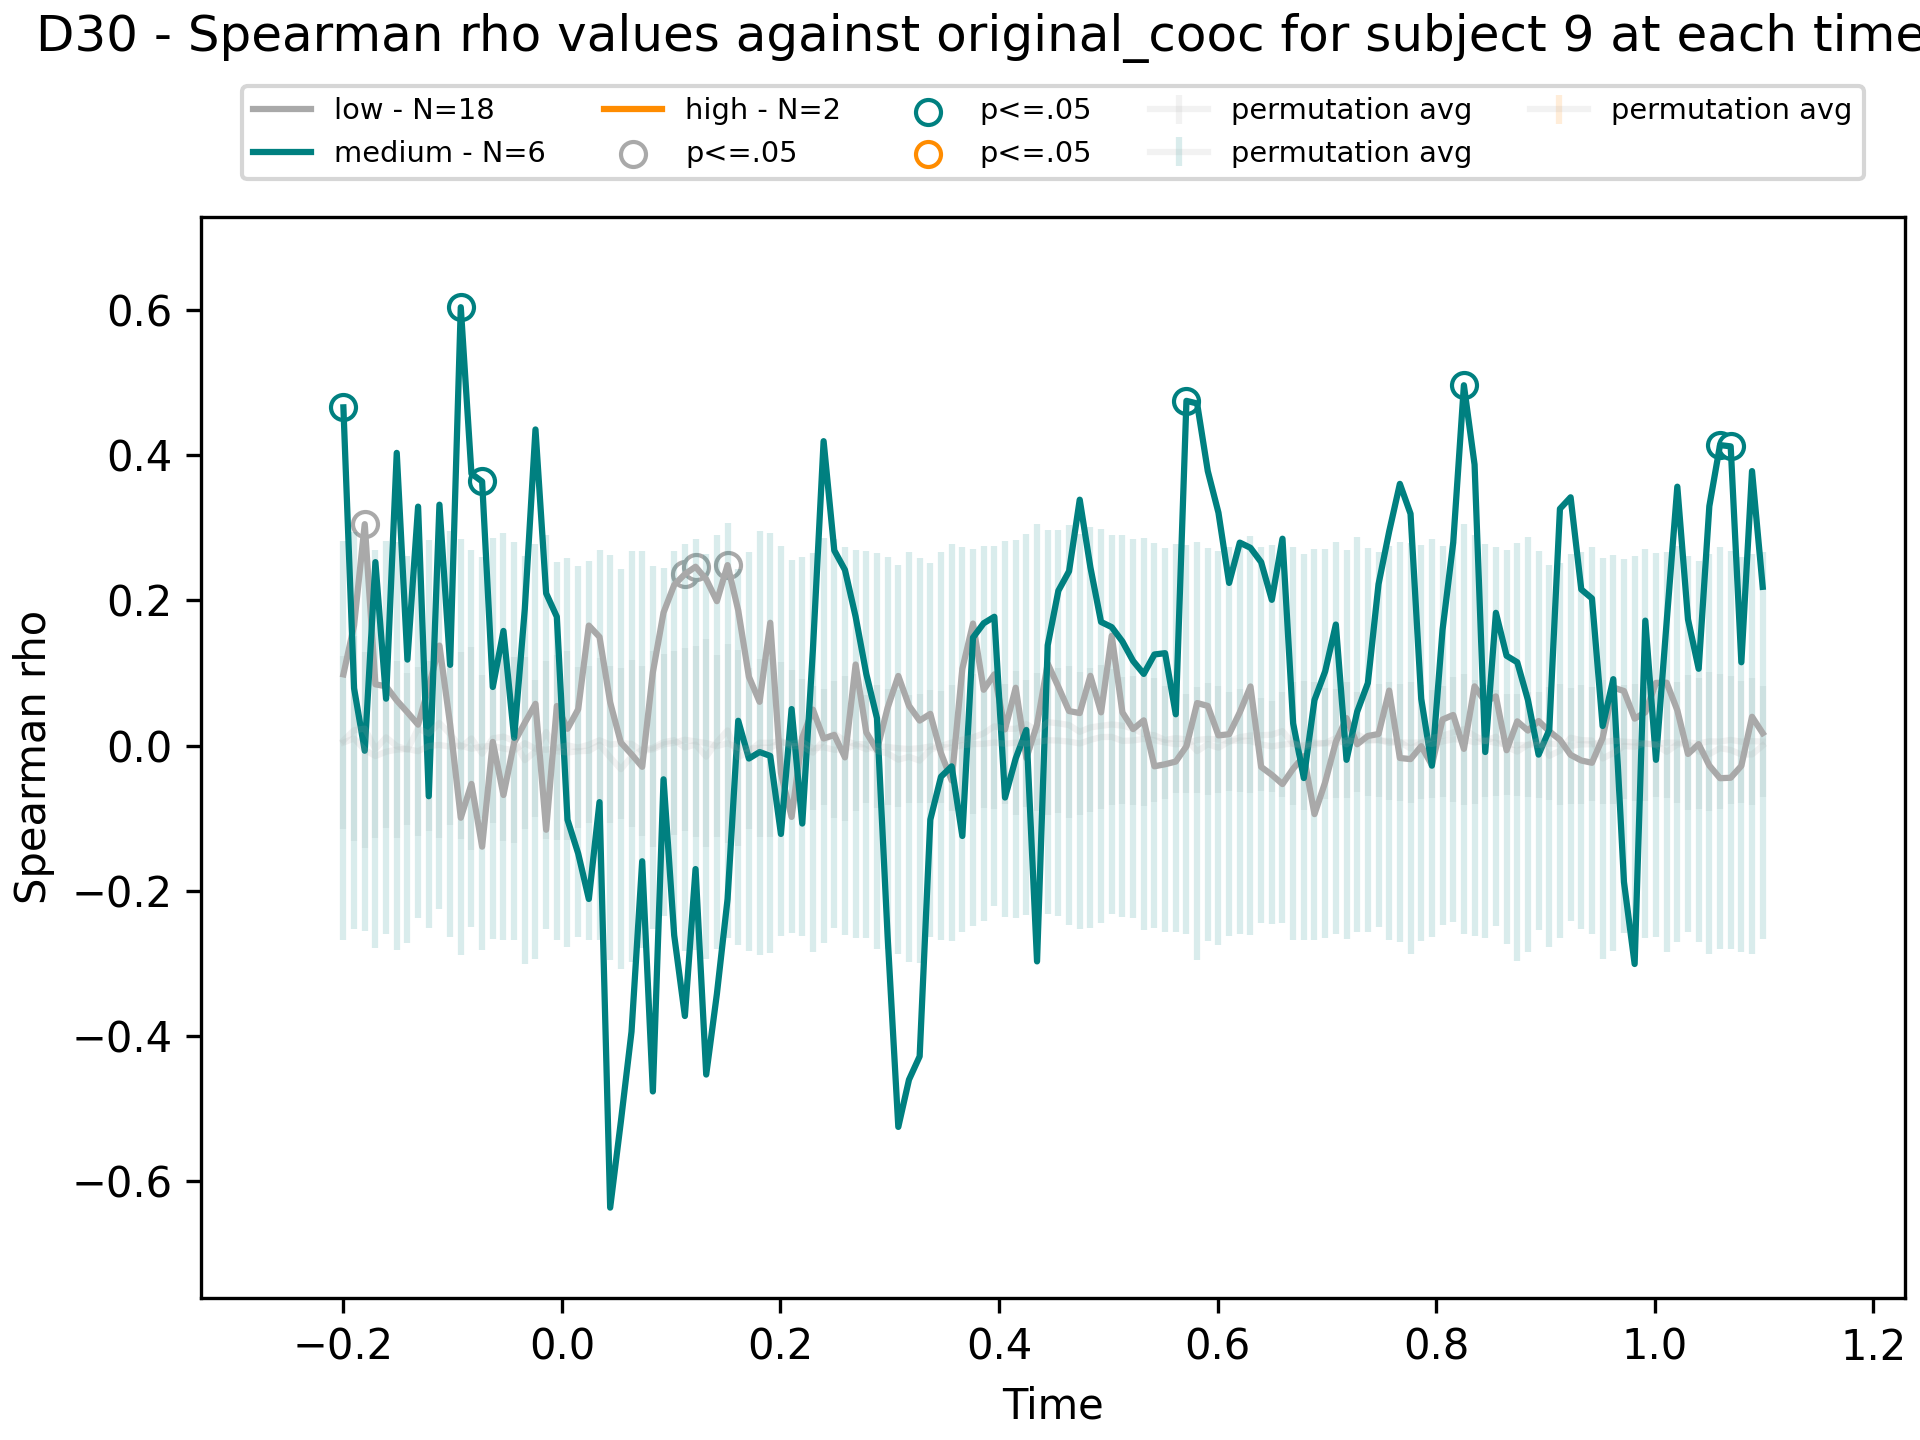 D30 - Spearman rho values against original_cooc for subject 9 at each time
low - N=18 high - N=2 p<=.05 permutation avg permutation avg
medium - N=6 p<=.05 p<=.05 permutation avg
0.6
0.4
0.2
0.0
−0.2
−0.4
−0.6
Spearman rho
−0.2 0.0 0.2 0.4 0.6 0.8 1.0 1.2
Time